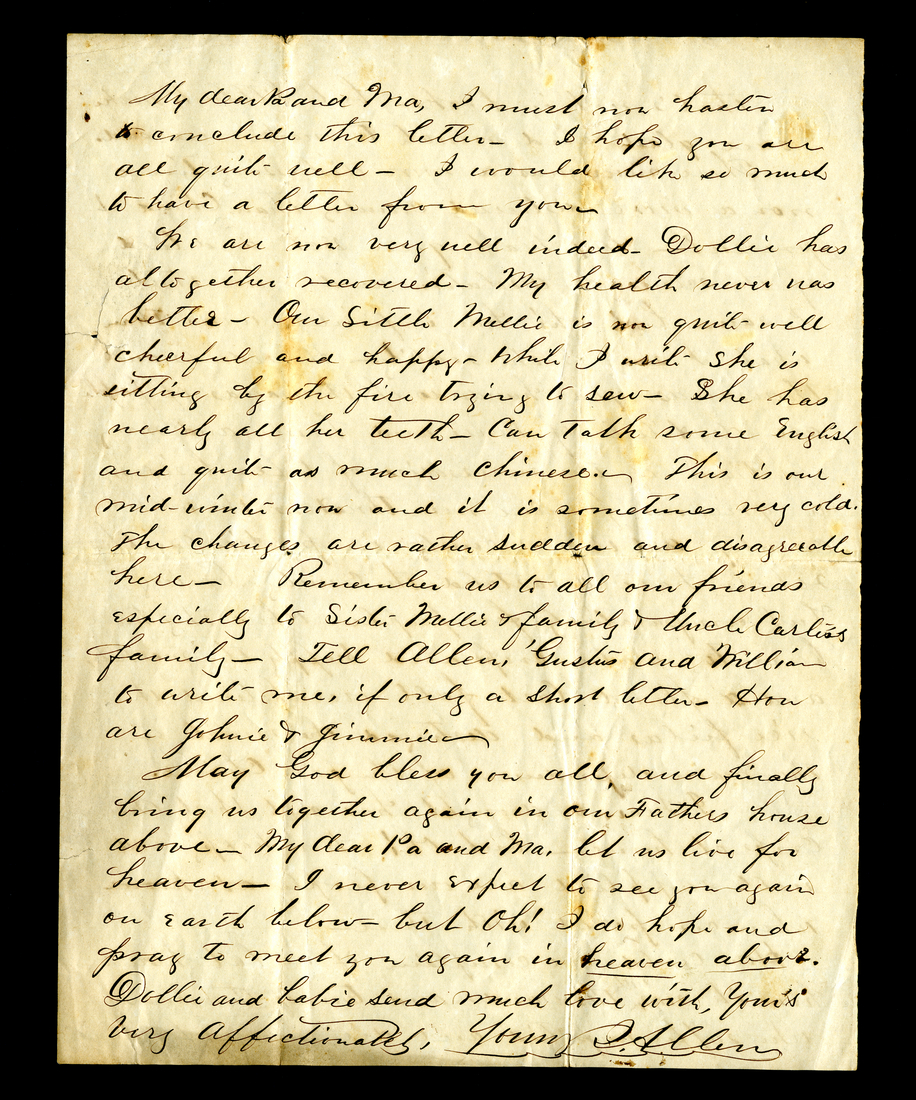 My dear Pa and Ma, I must now hasten
to conclude this letter - I hope you are
all quite well - I would like so much
to have a letter from you -
We are now very well indeed - Dollie has
altogether recovered - My health never was
better - Our Little Mellie is now quite well
cheerful and happy - While I write she is
sitting by the fire trying to sew - She has
nearly all her teeth - Can talk some English
and quite as much Chinese. This is our
mid-winter now and it is sometimes very cold.
The changes are rather sudden and disagreeable
here - Remember us to all our friends
especially to Sister Mellie & family & Uncle Carliss
family - Tell Allen, Gustus and William
to write me, if only a short letter - How
are Johnie & Jimmie -
May God bless you all, and finally
bring us together again in our Fathers house
above - My dear Pa and Ma, let us live for
heaven - I never expect to see you again
on earth below - but Oh! I do hope and
pray to meet you again in heaven above.
Dollie and babie send much love with, Yours
very affectionately, Young J. Allen